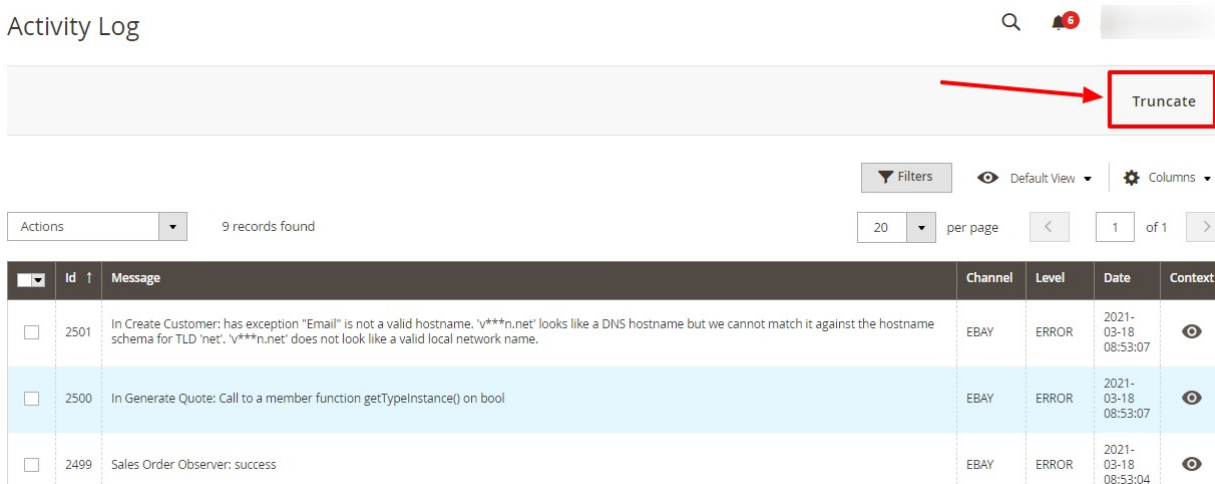 Activity Log
6
Truncate
Filters
Default View
Columns
Actions
9 records found
20
per page
1
of 1
Id ↑ Message Channel Level Date Context
2501 In Create Customer: has exception "Email" is not a valid hostname. 'v***n.net' looks like a DNS hostname but we cannot match it against the hostname
schema for TLD 'net'. 'v***n.net' does not look like a valid local network name.
EBAY ERROR 2021-
03-18
08:53:07
2500 In Generate Quote: Call to a member function getTypeInstance() on bool
EBAY ERROR 2021-
03-18
08:53:07
2499 Sales Order Observer: success
EBAY ERROR 2021-
03-18
08:53:04